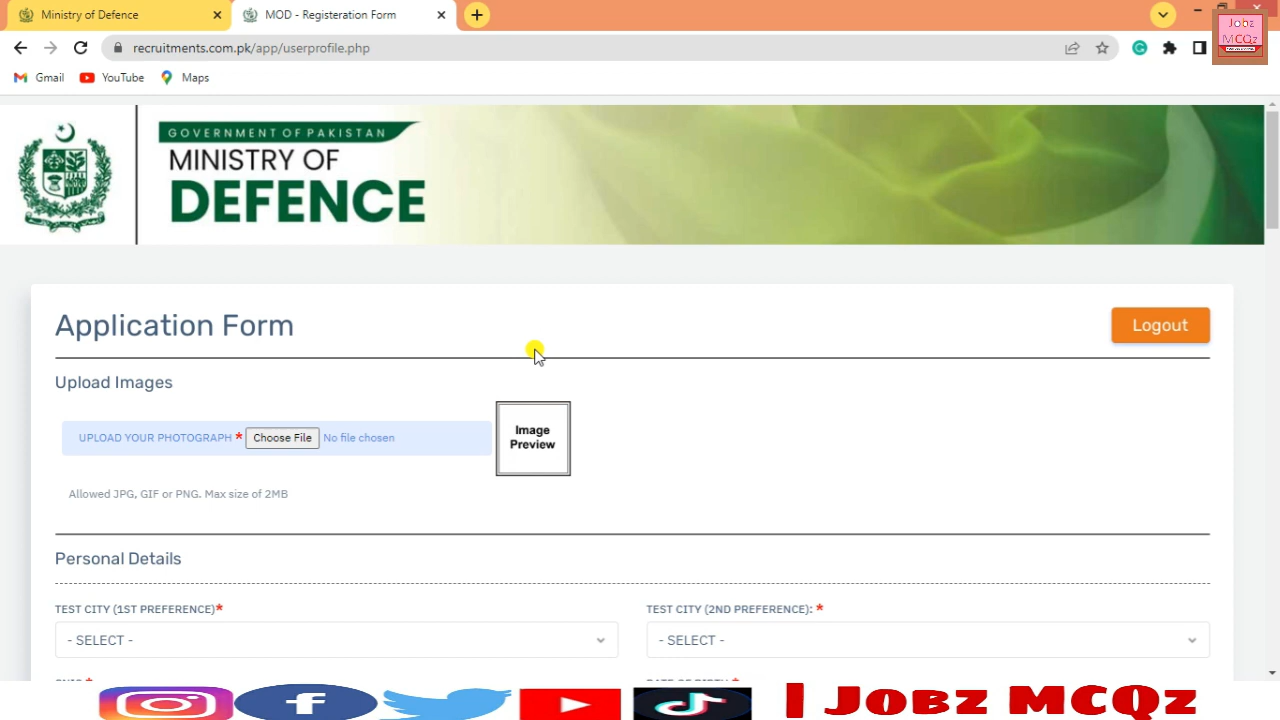 Ministry of Defence
MOD - Registeration Form
Jobz
MCQz
recruitments.com.pk/app/userprofile.php
Gmail
YouTube
Maps
GOVERNMENT OF PAKISTAN
MINISTRY OF
DEFENCE
Application Form
Logout
Upload Images
UPLOAD YOUR PHOTOGRAPH * Choose File No file chosen
Image
Preview
Allowed JPG, GIF or PNG. Max size of 2MB
Personal Details
TEST CITY (1ST PREFERENCE)*
TEST CITY (2ND PREFERENCE): *
- SELECT -
- SELECT -
| Jobz MCQz